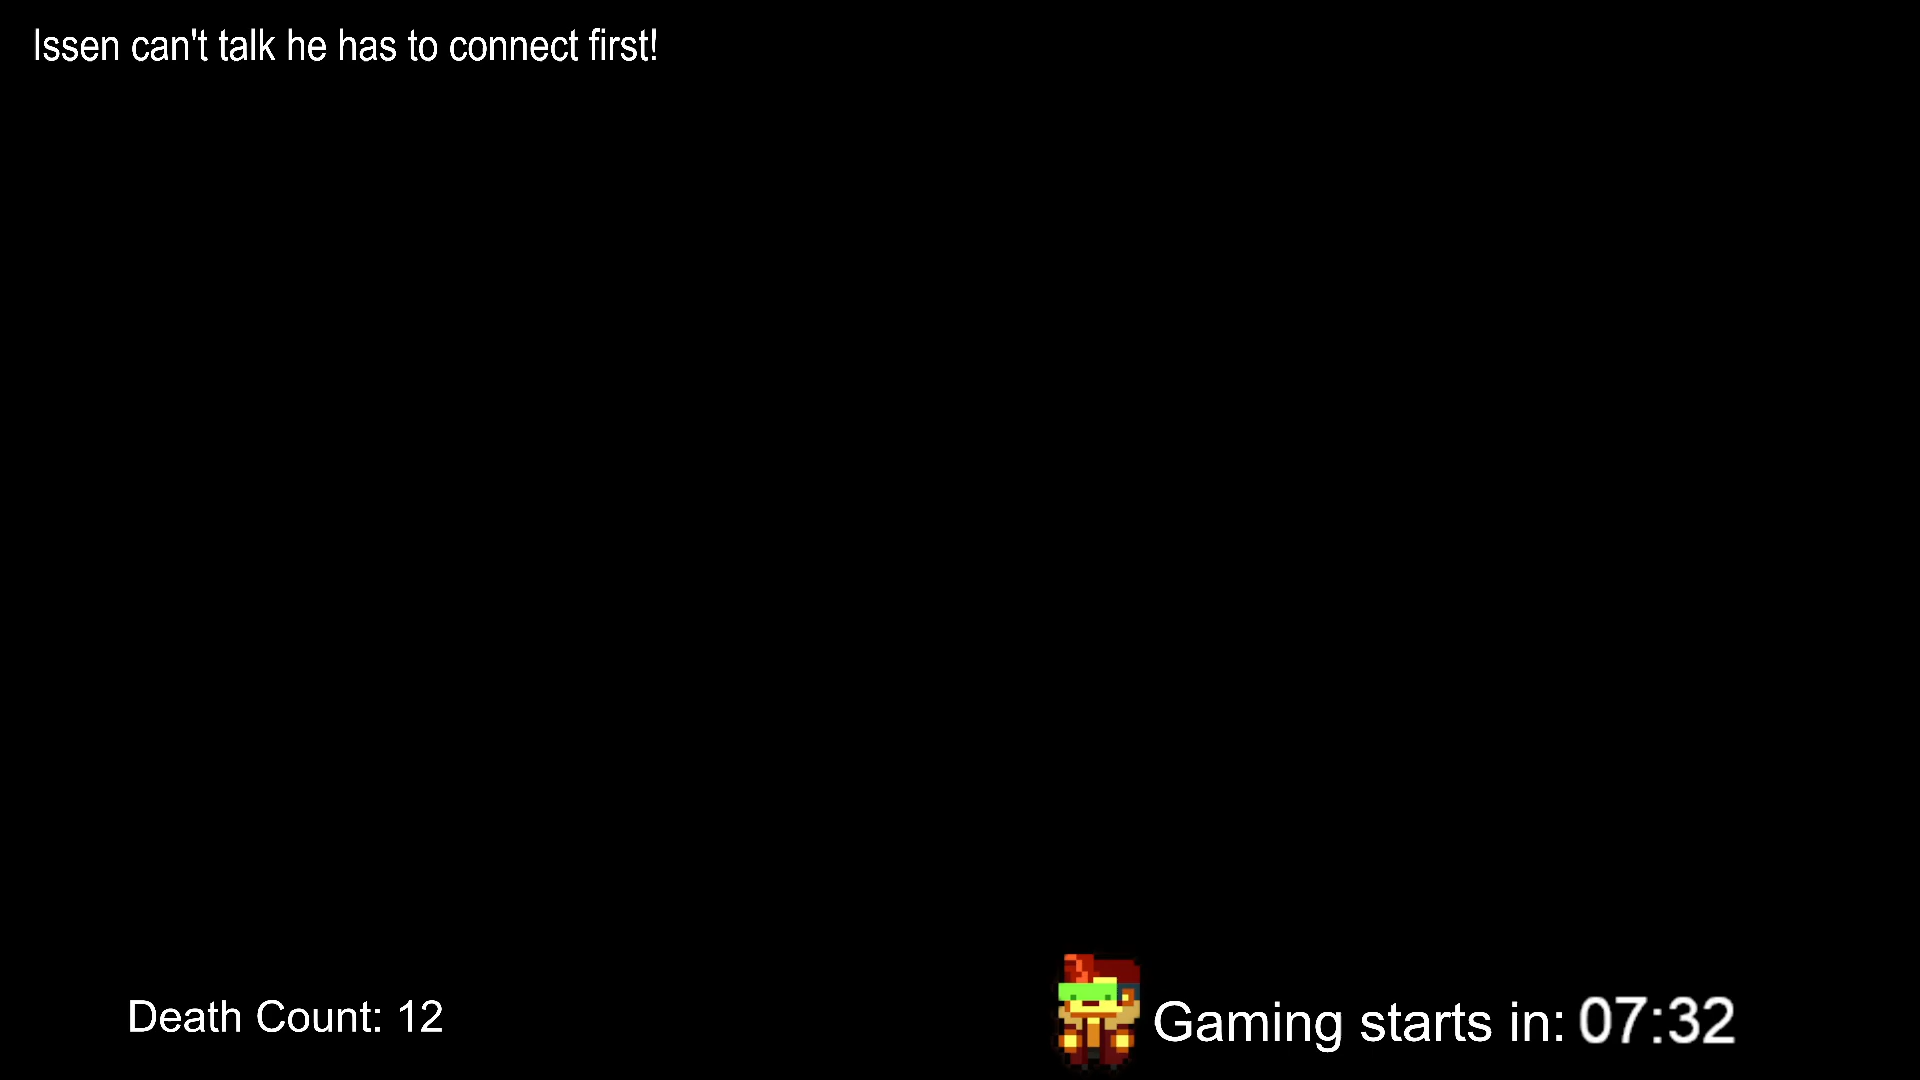 Issen can't talk he has to connect first!
Death Count: 12
Gaming starts in: 07:32